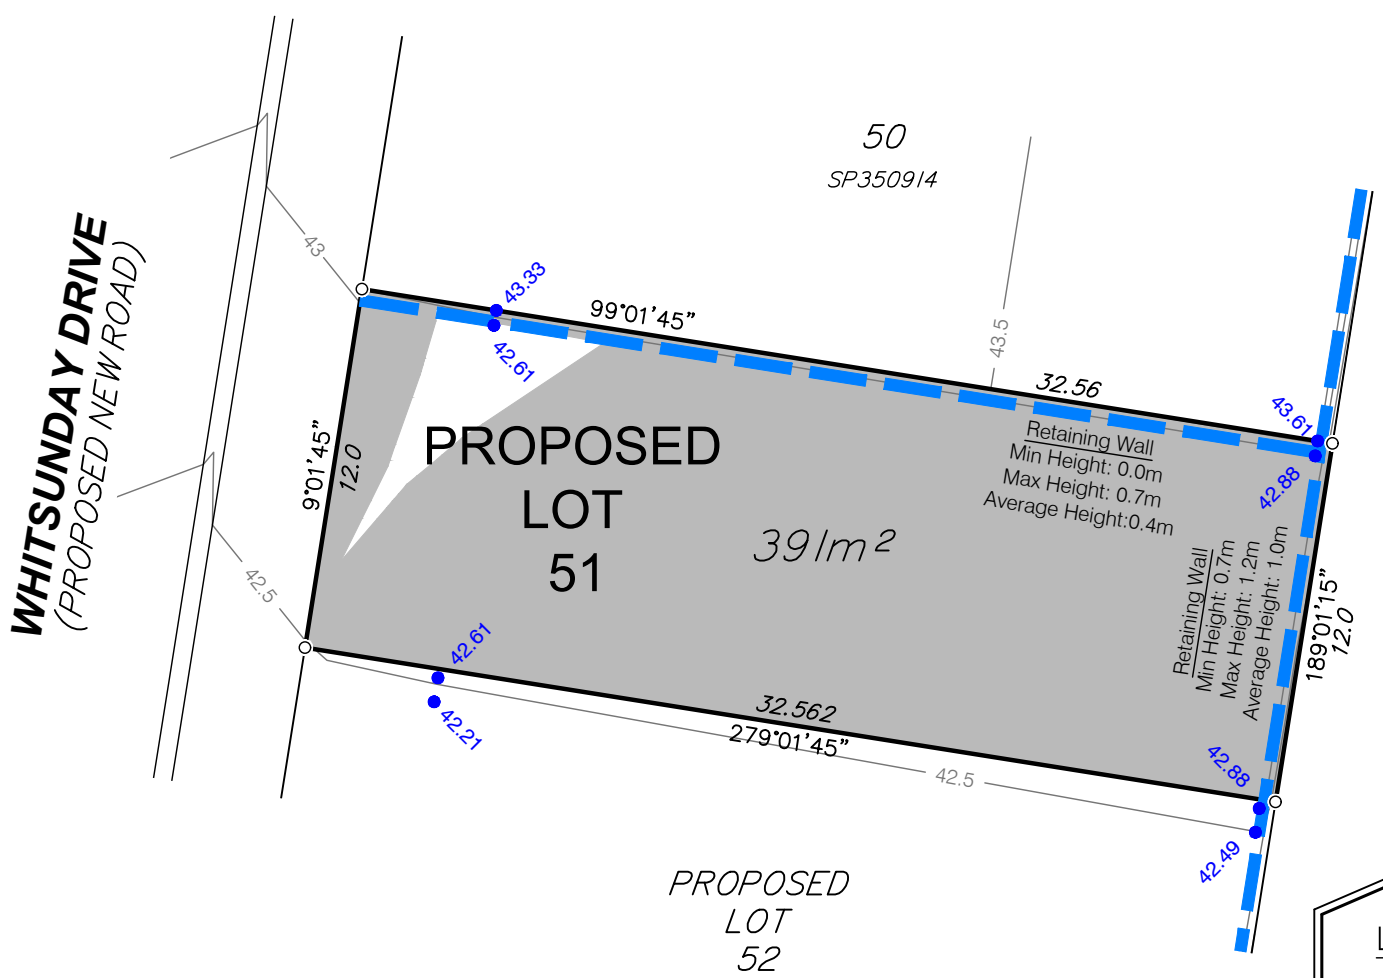 50
SP350914
WHITSUNDAY DRIVE
(PROPOSED NEW ROAD)
43
43.33
42.61
99°01'45"
43.5
32.56
43.61
42.88
Retaining Wall
Min Height: 0.0m
Max Height: 0.7m
Average Height:0.4m
9°01'45"
12.0
PROPOSED
LOT
51
391m²
Retaining Wall
Min Height: 0.7m
Max Height: 1.2m
Average Height: 1.0m
189°01'15"
12.0
42.5
42.61
42.21
32.562
279°01'45"
42.5
42.88
42.49
PROPOSED
LOT
52